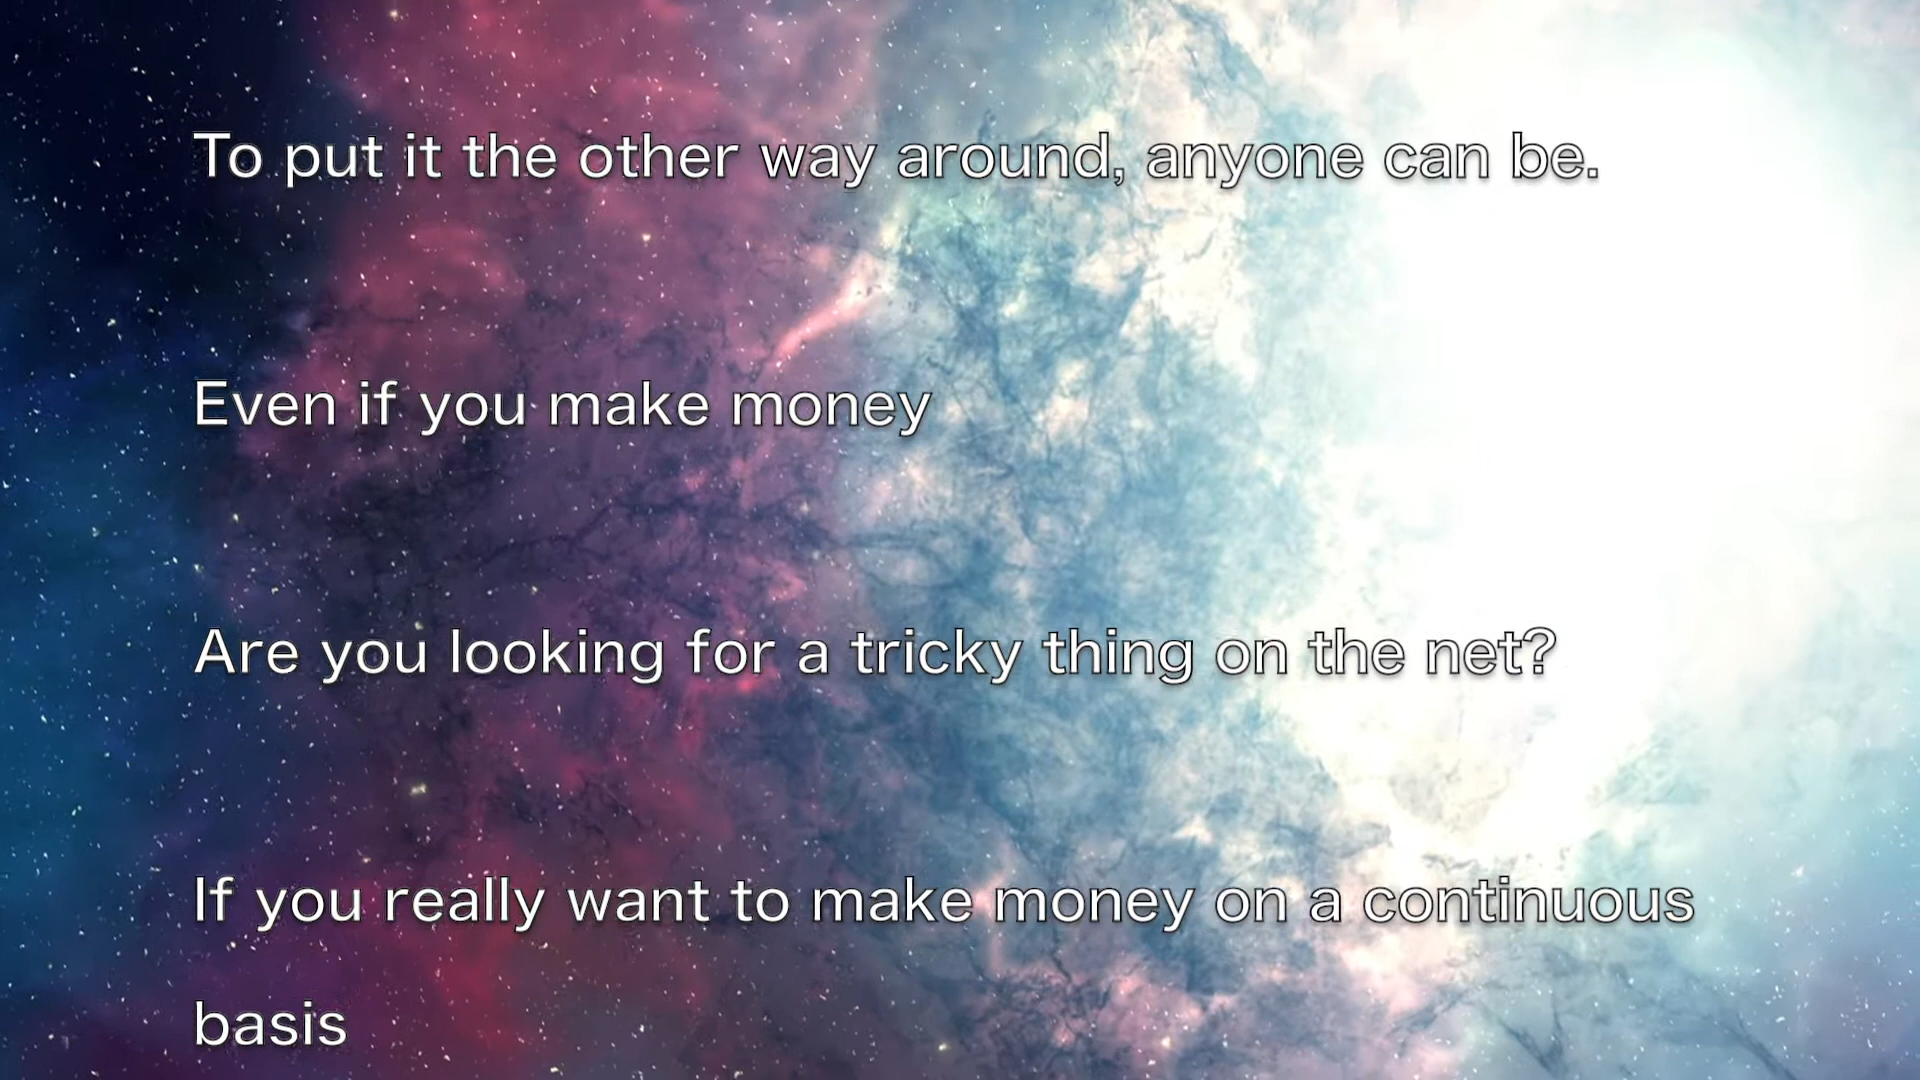 To put it the other way around, anyone can be.
Even if you make money
Are you looking for a tricky thing on the net?
If you really want to make money on a continuous
basis